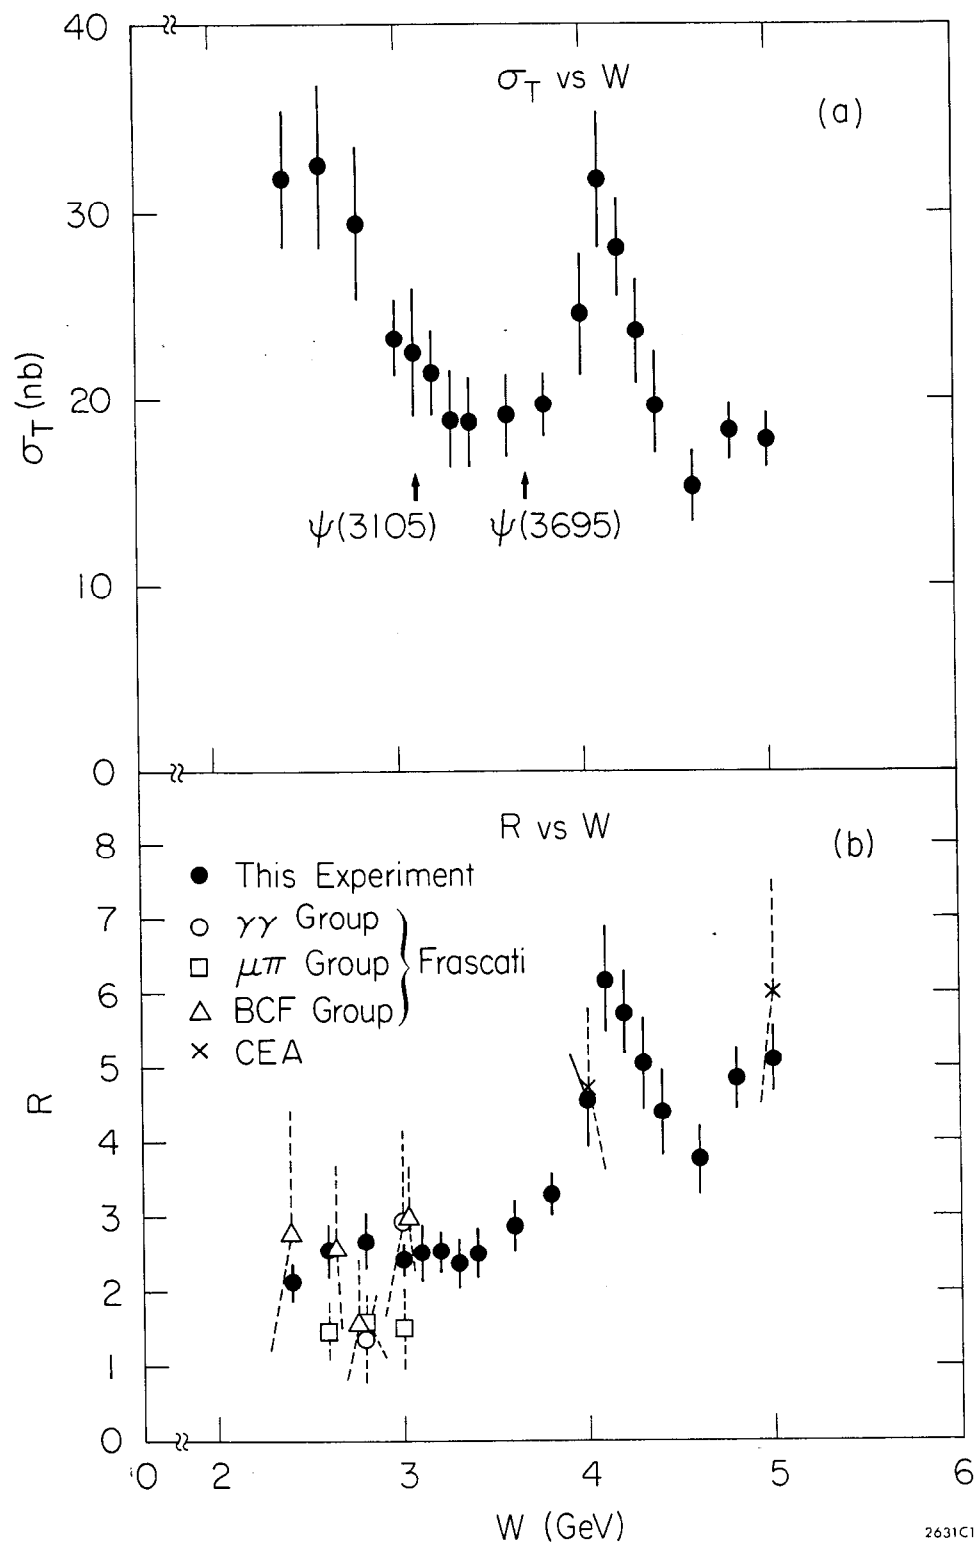 40
σT vs W
(a)
30
σT (nb)
20
ψ(3105)
ψ(3695)
10
0
R vs W
8
(b)
This Experiment
7
γγ Group
μπ Group
Frascati
6
BCF Group
CEA
5
R
4
3
2
1
0
0 2 3 4 5 6
W (GeV)
2631C1